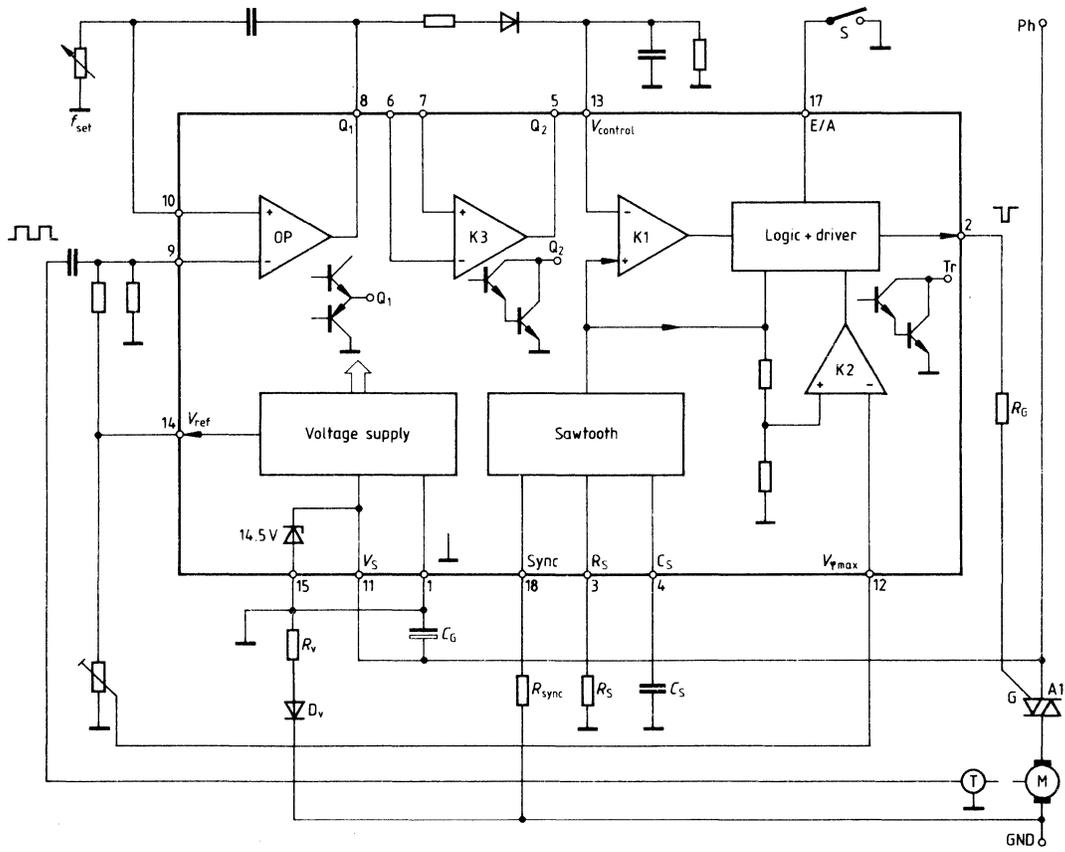 S
Ph
8
6
7
5
13
17
Q₁
Q₂
V_control
E/A
f_set
10
+
OP
+
K3
−
K1
Logic + driver
2
9
−
−
+
Q₂
Q₁
Tr
K2
+
−
R_G
14
V_ref
Voltage supply
Sawtooth
14.5 V
V_S
Sync
R_S
C_S
V_φmax
15
11
1
18
3
4
12
R_v
C_G
R_sync
R_S
C_S
D_v
G
A1
T
M
GND